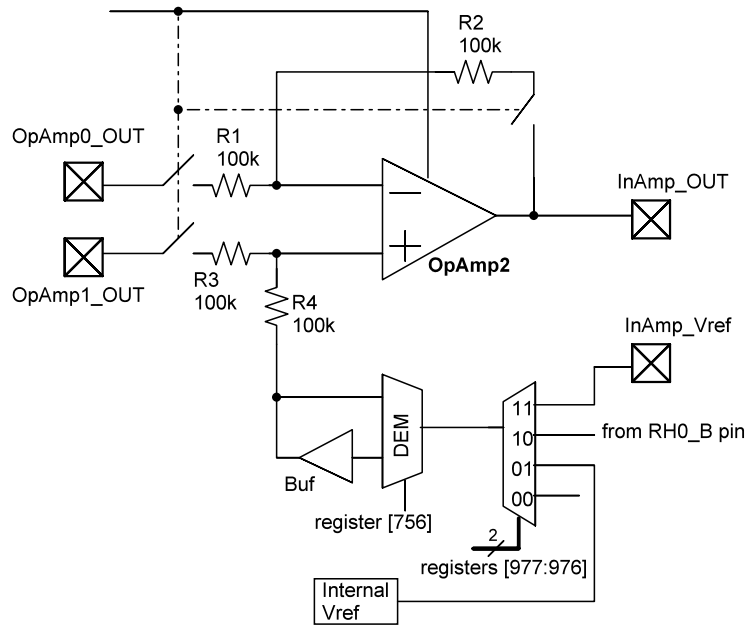 R2
100k
OpAmp0_OUT
R1
100k
InAmp_OUT
OpAmp2
OpAmp1_OUT
R3
100k
R4
100k
InAmp_Vref
DEM
11
10
01
00
from RH0_B pin
Buf
register [756]
2
registers [977:976]
Internal
Vref